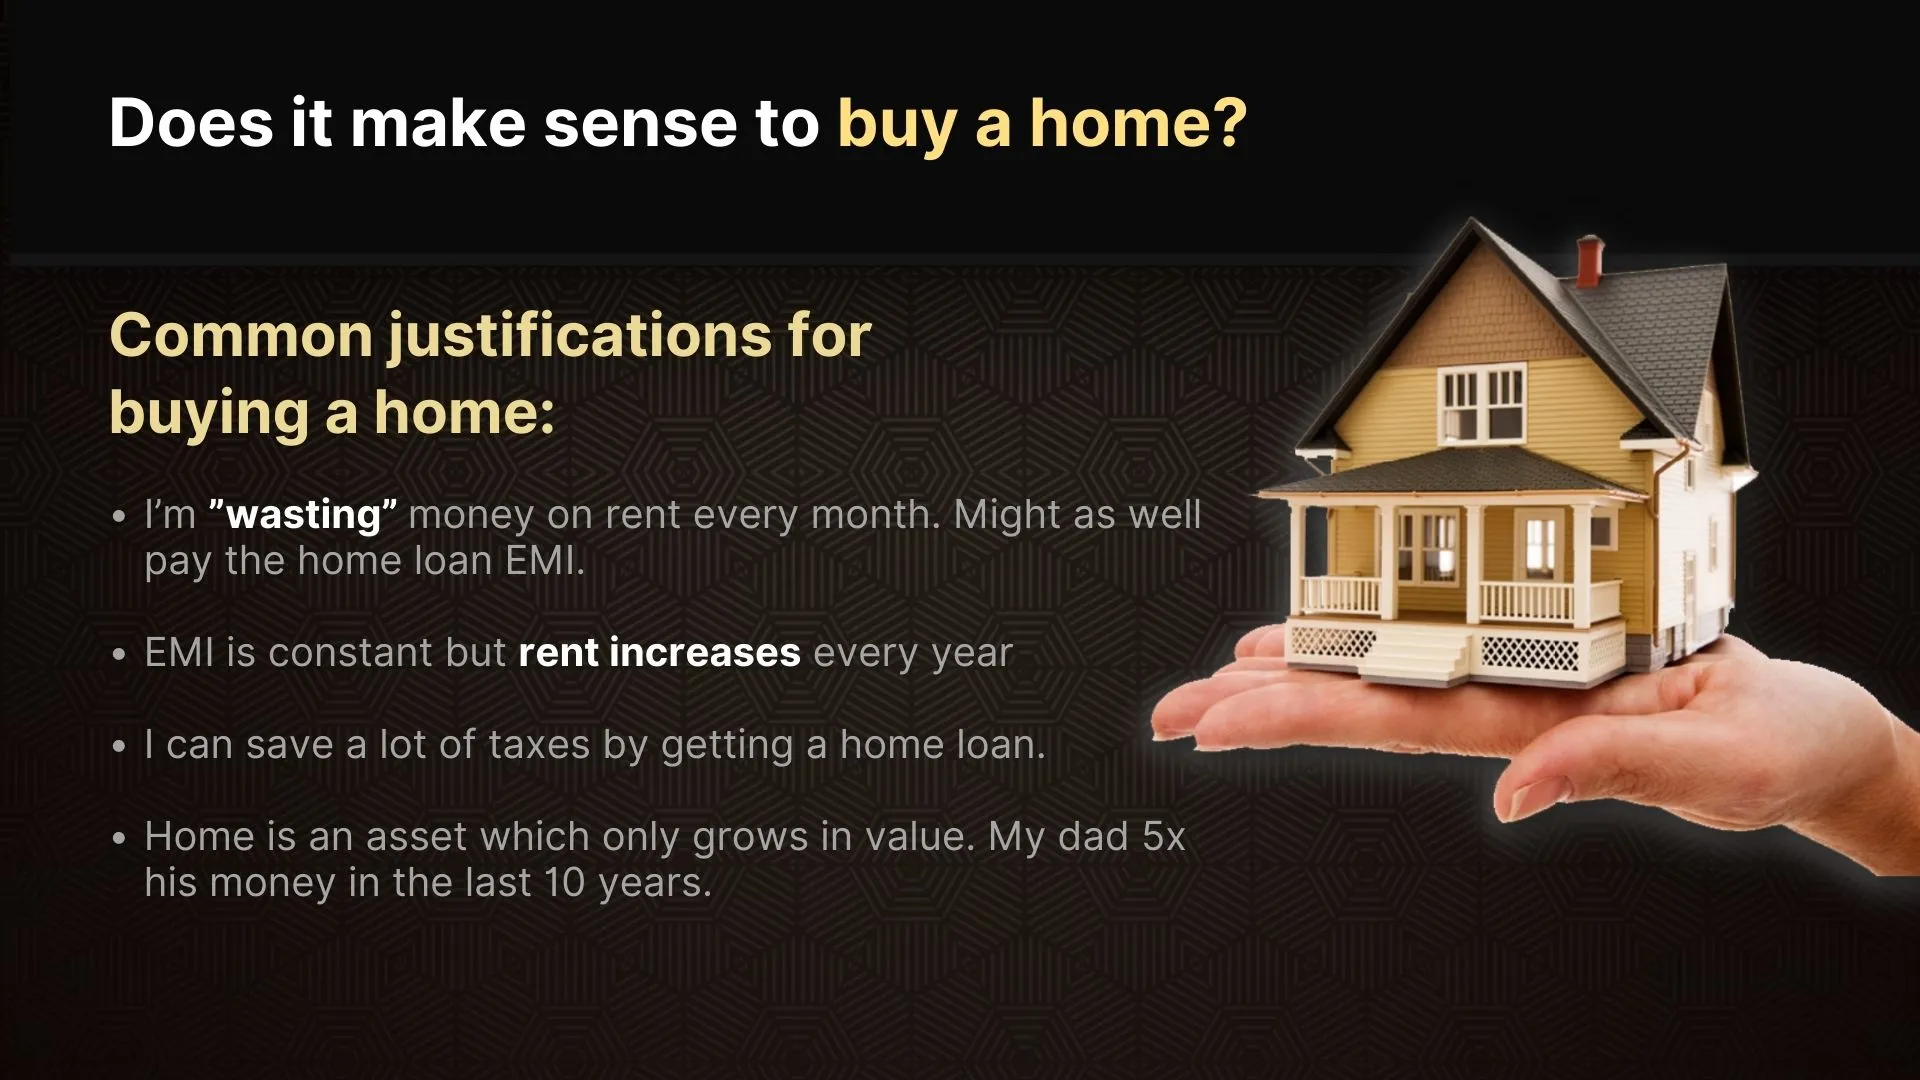 Does it make sense to buy a home?
Common justifications for
buying a home:
• I’m ”wasting” money on rent every month. Might as well
pay the home loan EMI.
• EMI is constant but rent increases every year
• I can save a lot of taxes by getting a home loan.
• Home is an asset which only grows in value. My dad 5x
his money in the last 10 years.